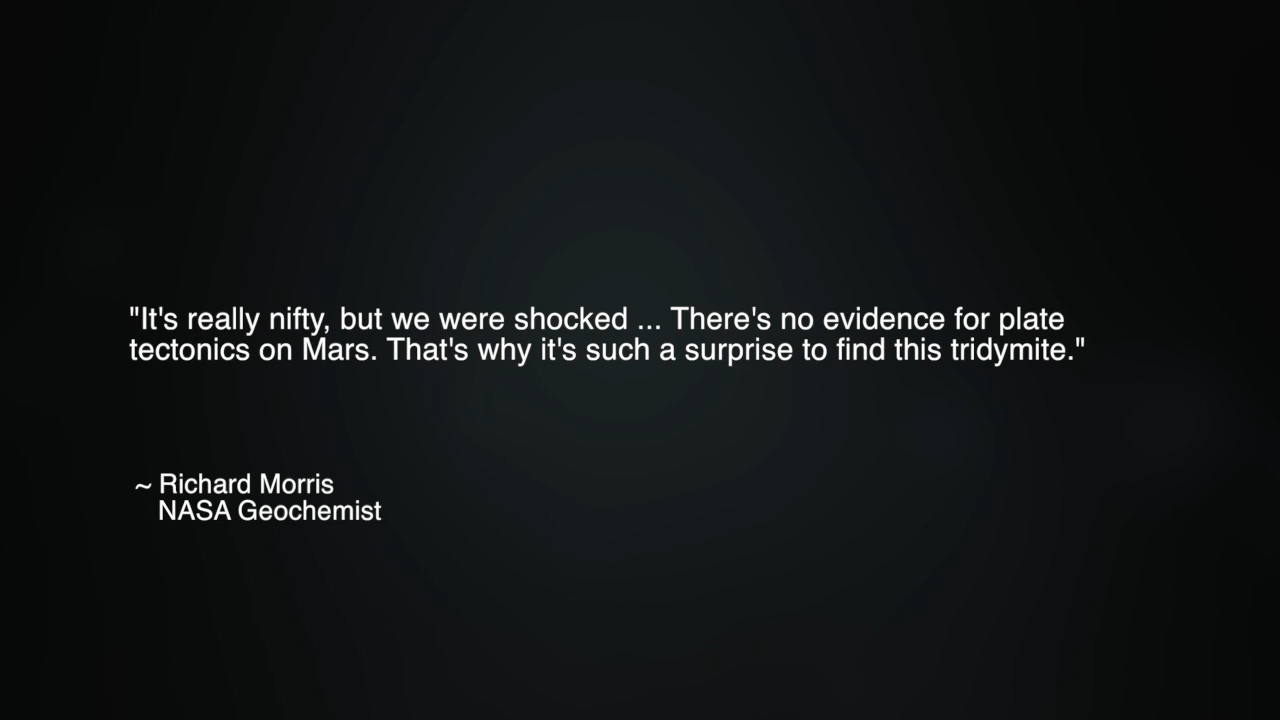 "It's really nifty, but we were shocked ... There's no evidence for plate
tectonics on Mars. That's why it's such a surprise to find this tridymite."
~ Richard Morris
NASA Geochemist